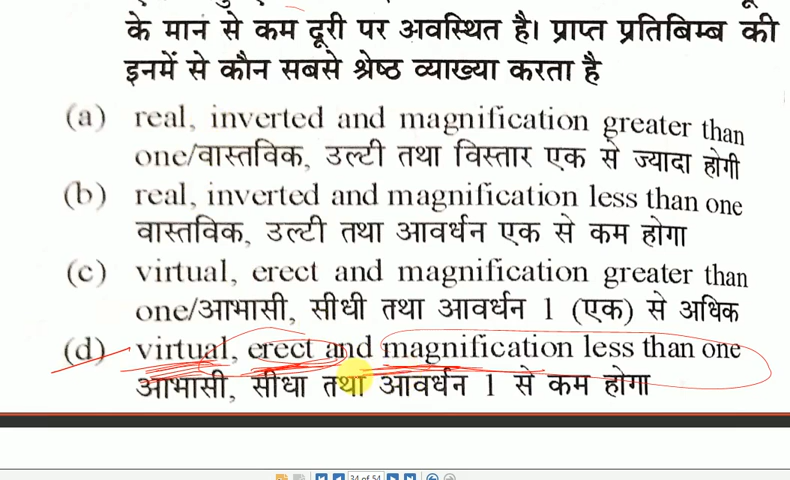 के मान से कम दूरी पर अवस्थित है। प्राप्त प्रतिबिम्ब की
इनमें से कौन सबसे श्रेष्ठ व्याख्या करता है
(a) real, inverted and magnification greater than
one/वास्तविक, उल्टी तथा विस्तार एक से ज्यादा होगी
(b) real, inverted and magnification less than one
वास्तविक, उल्टी तथा आवर्धन एक से कम होगा
(c) virtual, erect and magnification greater than
one/आभासी, सीधी तथा आवर्धन 1 (एक) से अधिक
(d) virtual, erect and magnification less than one
आभासी, सीधा तथा आवर्धन 1 से कम होगा
34 of 54